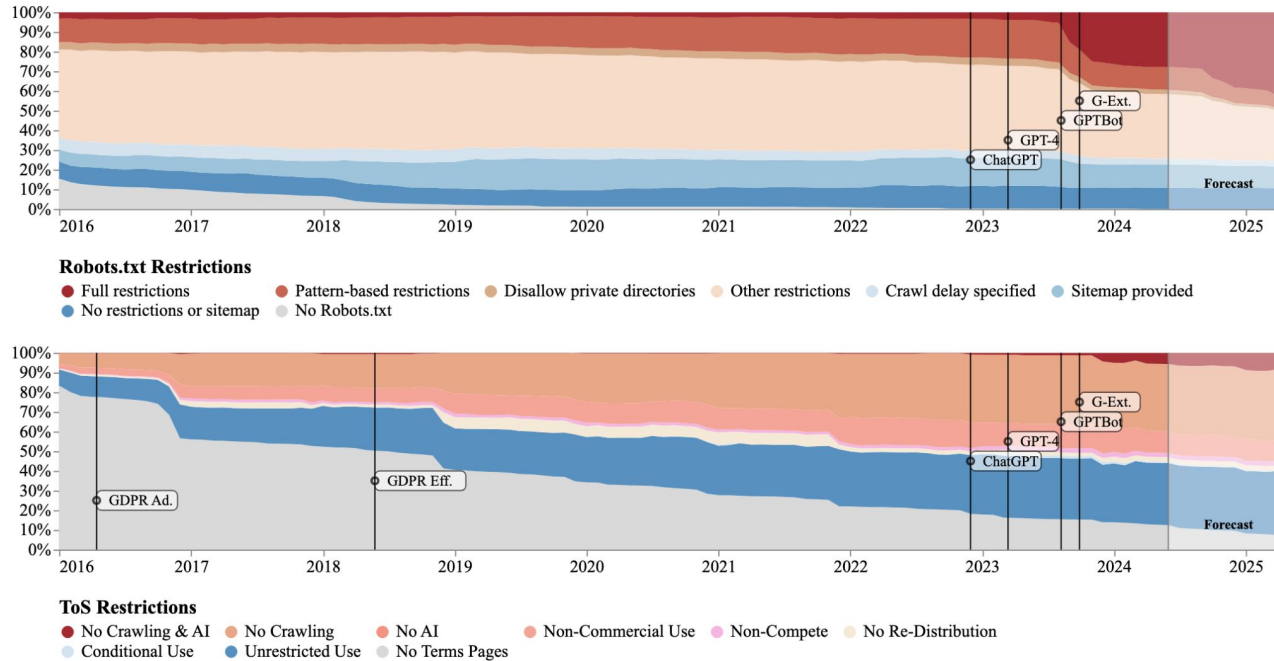 100%
90%
80%
70%
60%
50%
40%
30%
20%
10%
0%
G-Ext.
GPTBot
GPT-4
ChatGPT
Forecast
2016 2017 2018 2019 2020 2021 2022 2023 2024 2025
Robots.txt Restrictions
Full restrictions Pattern-based restrictions Disallow private directories Other restrictions Crawl delay specified Sitemap provided
No restrictions or sitemap No Robots.txt
100%
90%
80%
70%
60%
50%
40%
30%
20%
10%
0%
G-Ext.
GPTBot
GPT-4
ChatGPT
GDPR Eff.
GDPR Ad.
Forecast
2016 2017 2018 2019 2020 2021 2022 2023 2024 2025
ToS Restrictions
No Crawling & AI No Crawling No AI Non-Commercial Use Non-Compete No Re-Distribution
Conditional Use Unrestricted Use No Terms Pages